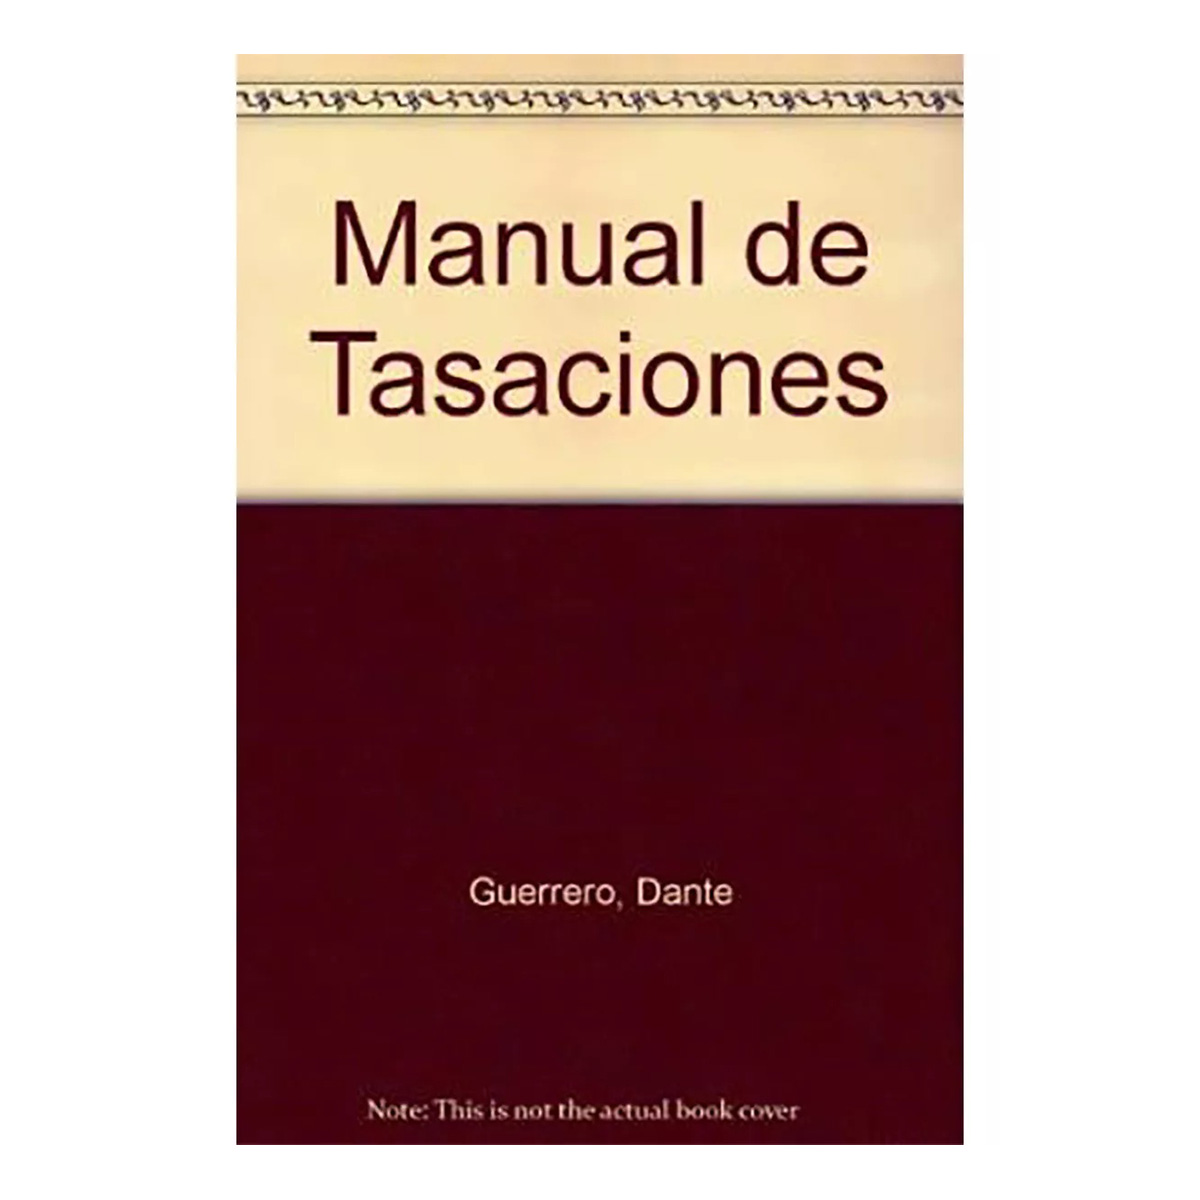 Manual de
Tasaciones
Guerrero, Dante
Note: This is not the actual book cover